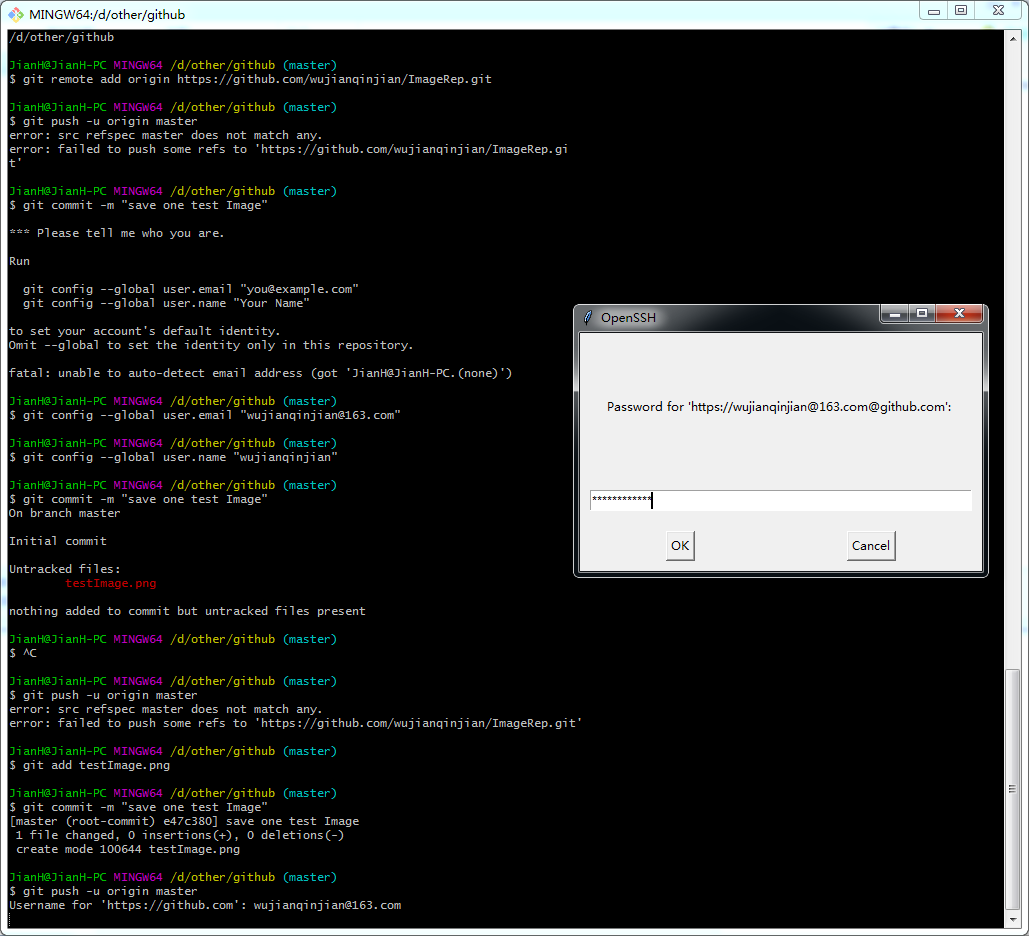 MINGW64:/d/other/github
/d/other/github
JianH@JianH-PC MINGW64 /d/other/github (master)
$ git remote add origin https://github.com/wujianqinjian/ImageRep.git
JianH@JianH-PC MINGW64 /d/other/github (master)
$ git push -u origin master
error: src refspec master does not match any.
error: failed to push some refs to 'https://github.com/wujianqinjian/ImageRep.gi
t'
JianH@JianH-PC MINGW64 /d/other/github (master)
$ git commit -m "save one test Image"
*** Please tell me who you are.
Run
git config --global user.email "you@example.com"
git config --global user.name "Your Name"
to set your account's default identity.
Omit --global to set the identity only in this repository.
fatal: unable to auto-detect email address (got 'JianH@JianH-PC.(none)')
JianH@JianH-PC MINGW64 /d/other/github (master)
$ git config --global user.email "wujianqinjian@163.com"
JianH@JianH-PC MINGW64 /d/other/github (master)
$ git config --global user.name "wujianqinjian"
JianH@JianH-PC MINGW64 /d/other/github (master)
$ git commit -m "save one test Image"
On branch master
Initial commit
Untracked files:
testImage.png
nothing added to commit but untracked files present
JianH@JianH-PC MINGW64 /d/other/github (master)
$ ^C
JianH@JianH-PC MINGW64 /d/other/github (master)
$ git push -u origin master
error: src refspec master does not match any.
error: failed to push some refs to 'https://github.com/wujianqinjian/ImageRep.git'
JianH@JianH-PC MINGW64 /d/other/github (master)
$ git add testImage.png
JianH@JianH-PC MINGW64 /d/other/github (master)
$ git commit -m "save one test Image"
[master (root-commit) e47c380] save one test Image
1 file changed, 0 insertions(+), 0 deletions(-)
create mode 100644 testImage.png
JianH@JianH-PC MINGW64 /d/other/github (master)
$ git push -u origin master
Username for 'https://github.com': wujianqinjian@163.com
OpenSSH
Password for 'https://wujianqinjian@163.com@github.com':
************
OK
Cancel